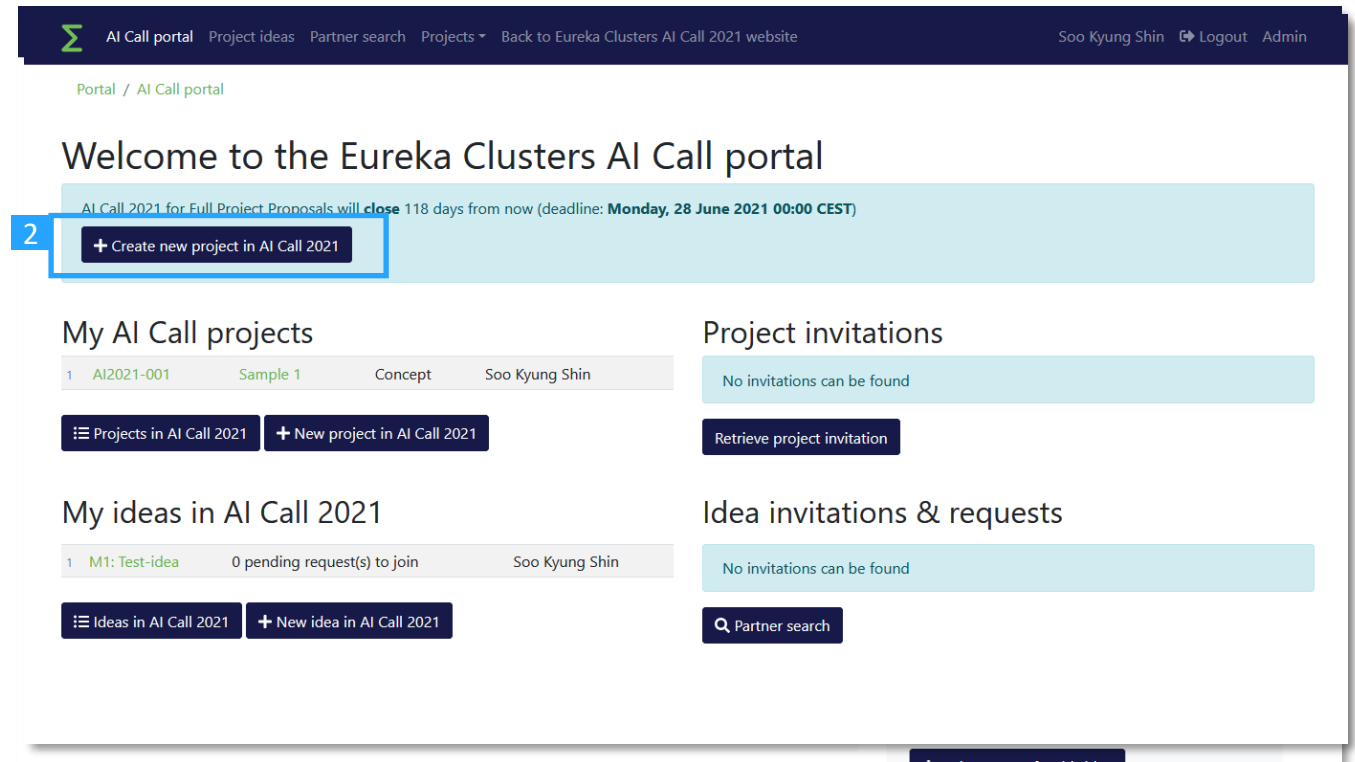 AI Call portal Project ideas Partner search Projects Back to Eureka Clusters AI Call 2021 website Soo Kyung Shin Logout Admin
Portal / AI Call portal
Welcome to the Eureka Clusters AI Call portal
AI Call 2021 for Full Project Proposals will close 118 days from now (deadline: Monday, 28 June 2021 00:00 CEST)
2
+ Create new project in AI Call 2021
My AI Call projects
1 AI2021-001 Sample 1 Concept Soo Kyung Shin
Projects in AI Call 2021 + New project in AI Call 2021
Project invitations
No invitations can be found
Retrieve project invitation
My ideas in AI Call 2021
1 M1: Test-idea 0 pending request(s) to join Soo Kyung Shin
Ideas in AI Call 2021 + New idea in AI Call 2021
Idea invitations & requests
No invitations can be found
Partner search